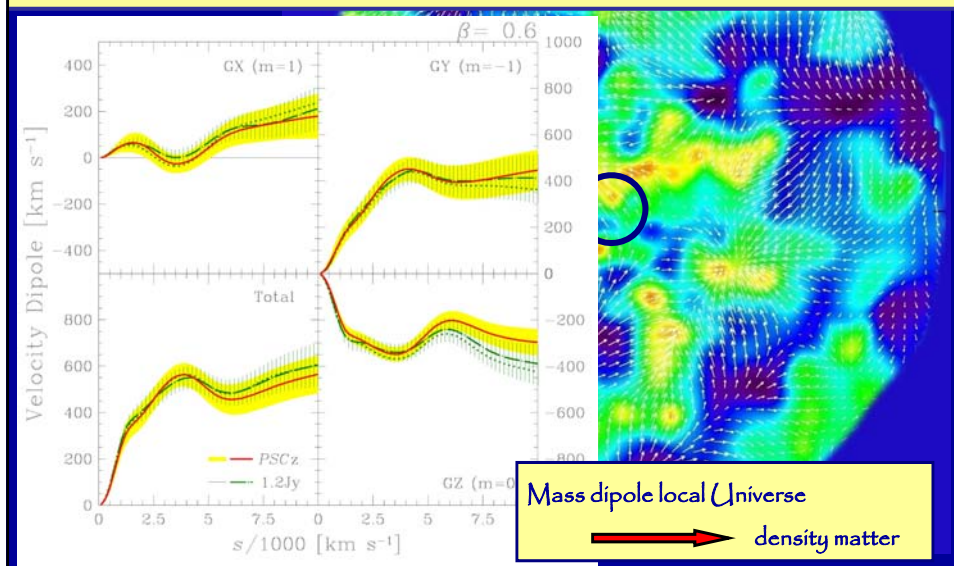 β = 0.6
400
200
0
−200
−400
GX (m=1)
GY (m=−1)
1000
800
600
400
200
0
Velocity Dipole [km s⁻¹]
800
600
400
200
0
Total
PSCz
1.2Jy
GZ (m=0
−200
−400
−600
−800
0 2.5 5 7.5 0 2.5 5 7.5
s/1000 [km s⁻¹]
Mass dipole local Universe
density matter